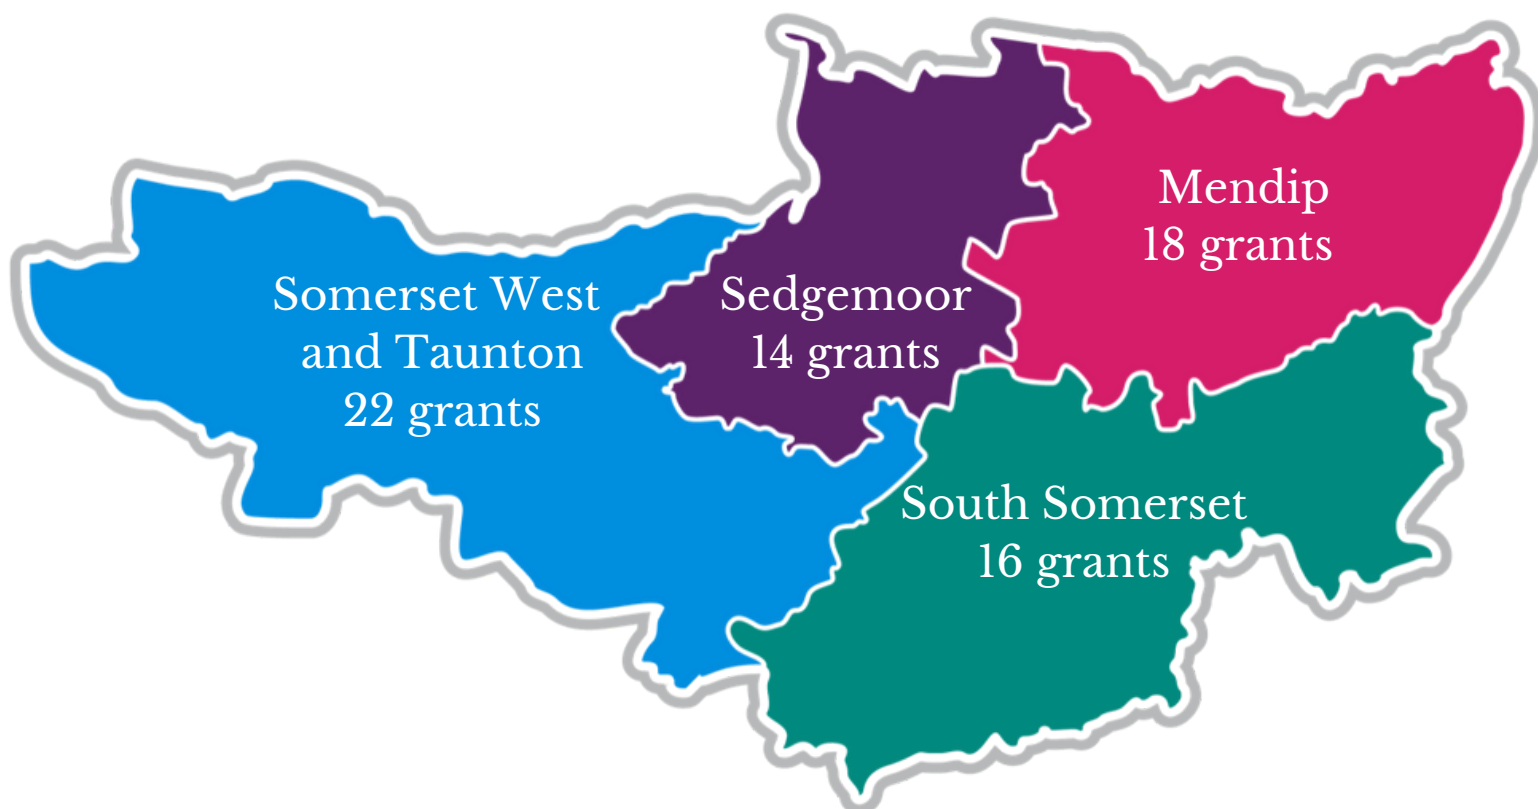 Somerset West
and Taunton
22 grants
Sedgemoor
14 grants
Mendip
18 grants
South Somerset
16 grants